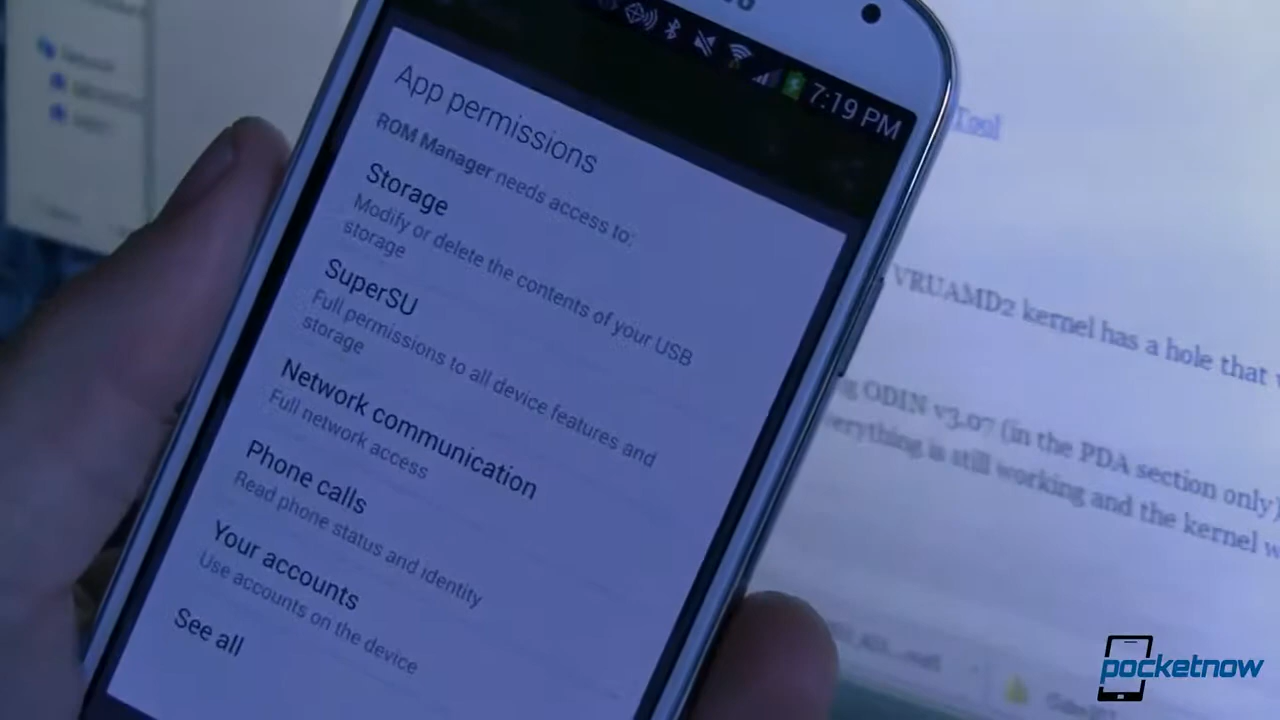 7:19 PM
App permissions
ROM Manager needs access to:
Storage
Modify or delete the contents of your USB
storage
SuperSU
Full permissions to all device features and
storage
Network communication
Full network access
Phone calls
Read phone status and identity
Your accounts
Use accounts on the device
See all
Tool
VRUAMD2 kernel has a hole that
ODIN v3.07 (in the PDA section only)
everything is still working and the kernel
pocketnow